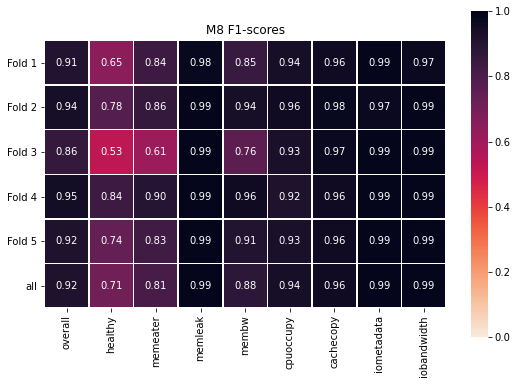 M8 F1-scores
Fold 1 0.91 0.65 0.84 0.98 0.85 0.94 0.96 0.99 0.97
Fold 2 0.94 0.78 0.86 0.99 0.94 0.96 0.98 0.97 0.99
Fold 3 0.86 0.53 0.61 0.99 0.76 0.93 0.97 0.99 0.99
Fold 4 0.95 0.84 0.90 0.99 0.96 0.92 0.96 0.99 0.99
Fold 5 0.92 0.74 0.83 0.99 0.91 0.93 0.96 0.99 0.99
all 0.92 0.71 0.81 0.99 0.88 0.94 0.96 0.99 0.99
overall healthy memeater memleak membw cpuoccupy cachecopy iometadata iobandwidth
1.0
0.8
0.6
0.4
0.2
0.0